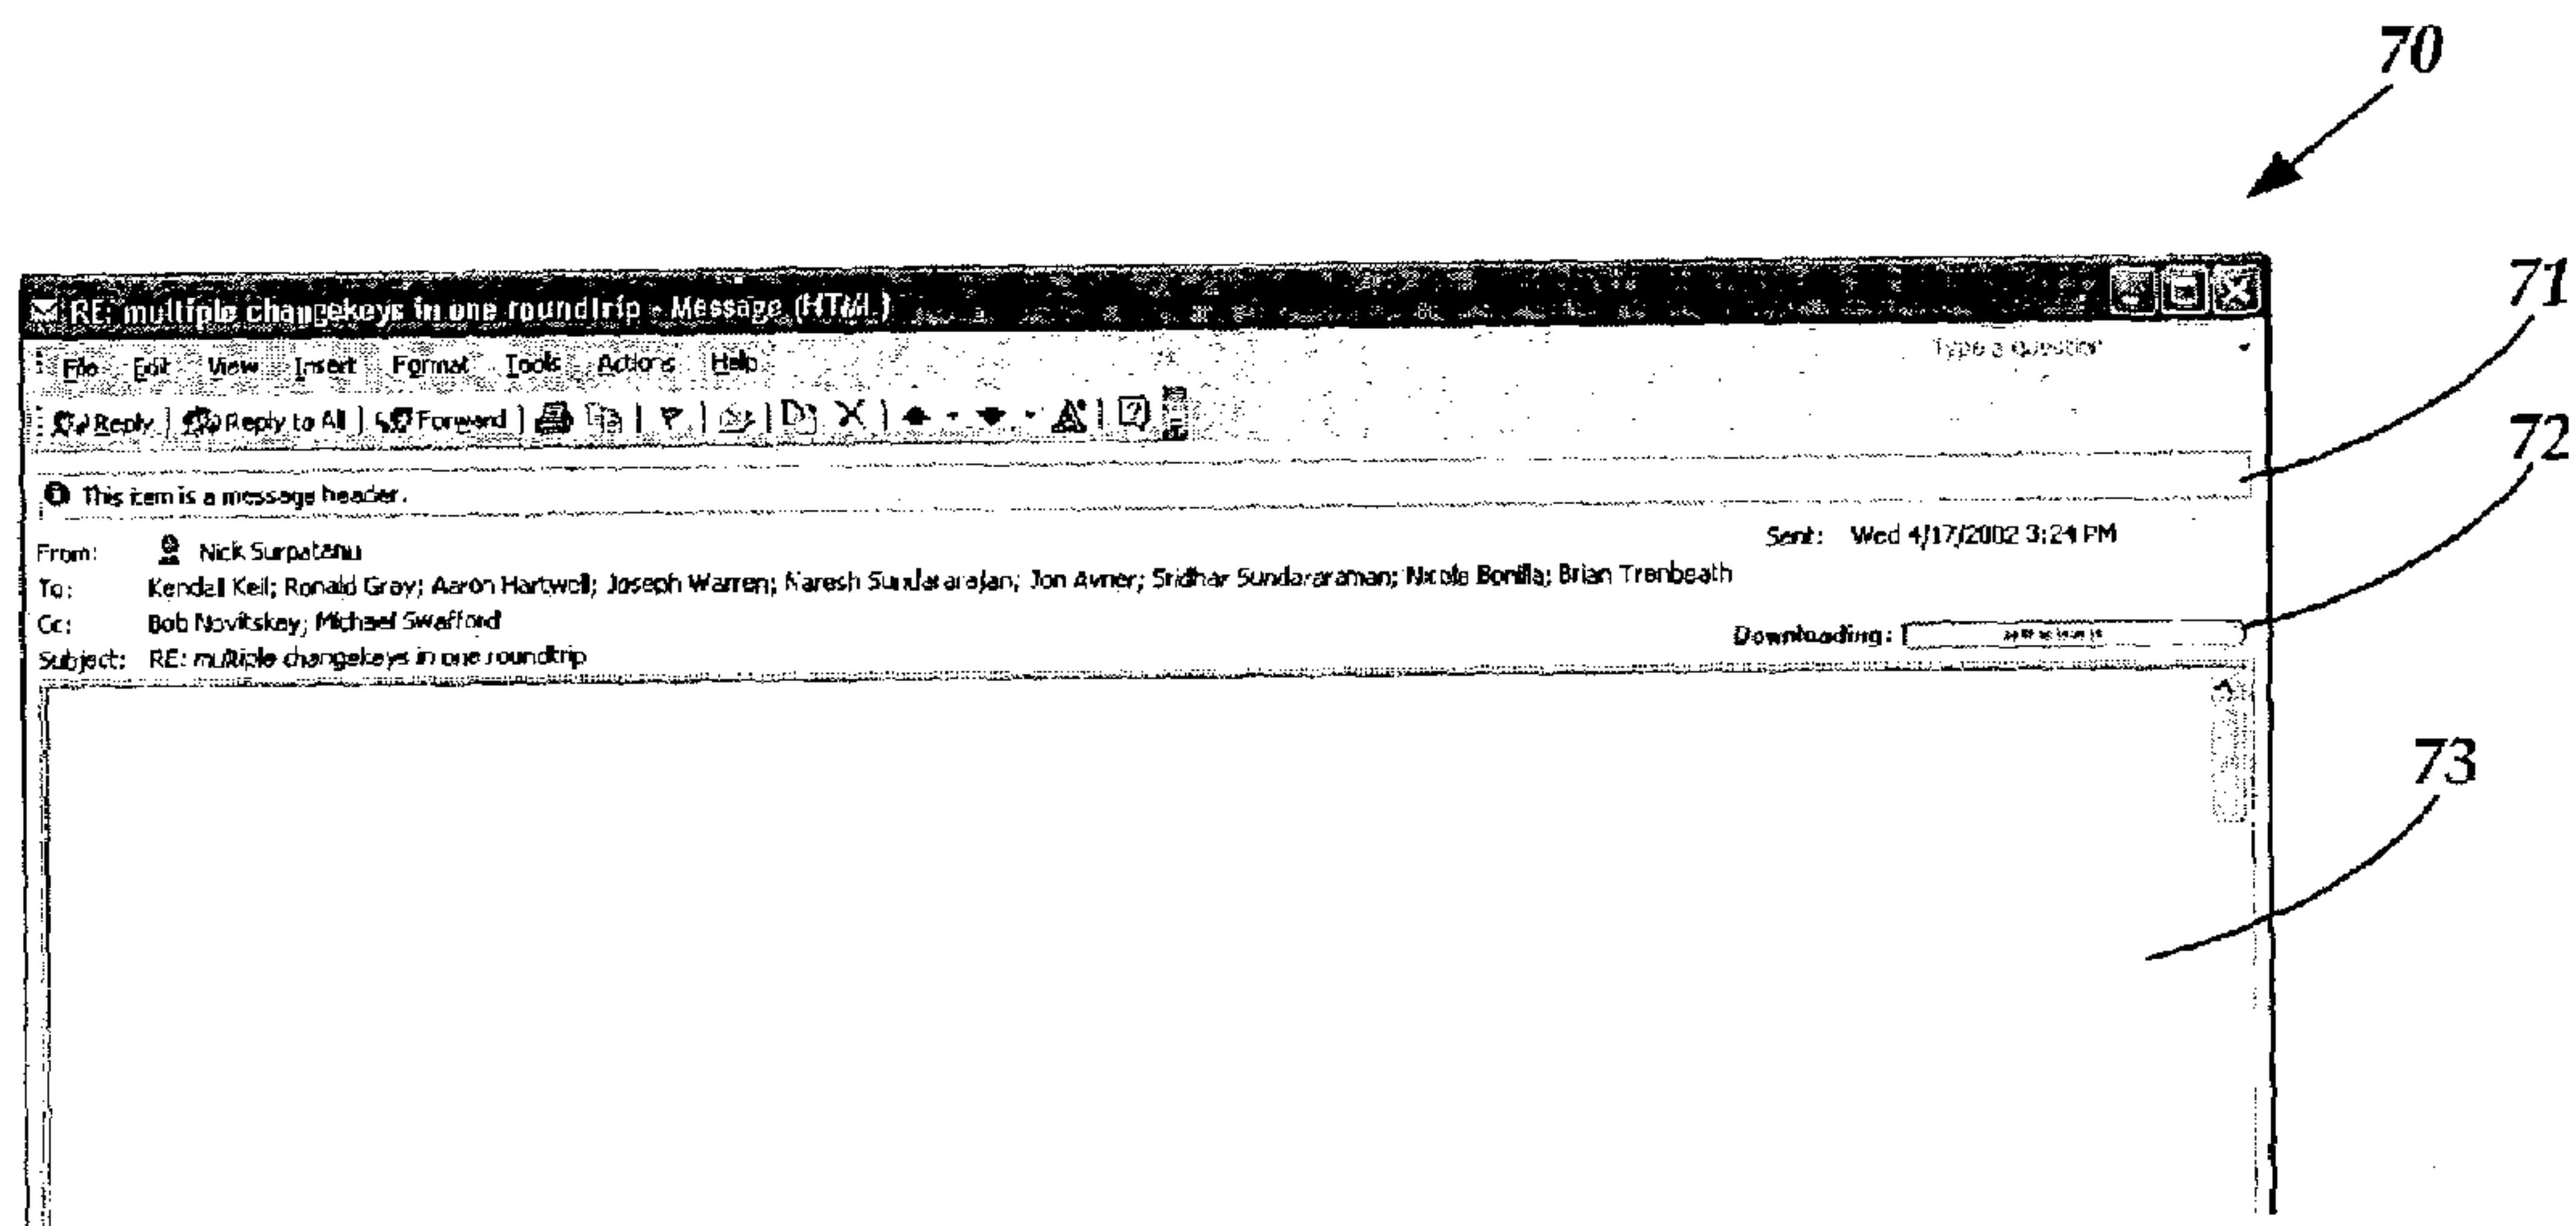 70
71
RE: multiple changekeys in one roundtrip - Message (HTML)
File Edit View Insert Format Tools Actions Help Type a question
Reply Reply to All Forward
72
This item is a message header.
From: Nick Surpatanu Sent: Wed 4/17/2002 3:24 PM
To: Kendall Keil; Ronald Gray; Aaron Hartwell; Joseph Warren; Naresh Sundararajan; Jon Avner; Sridhar Sundararaman; Nicole Bonilla; Brian Trenbeath
Cc: Bob Novitskey; Michael Swafford
Downloading:
Subject: RE: multiple changekeys in one roundtrip
73